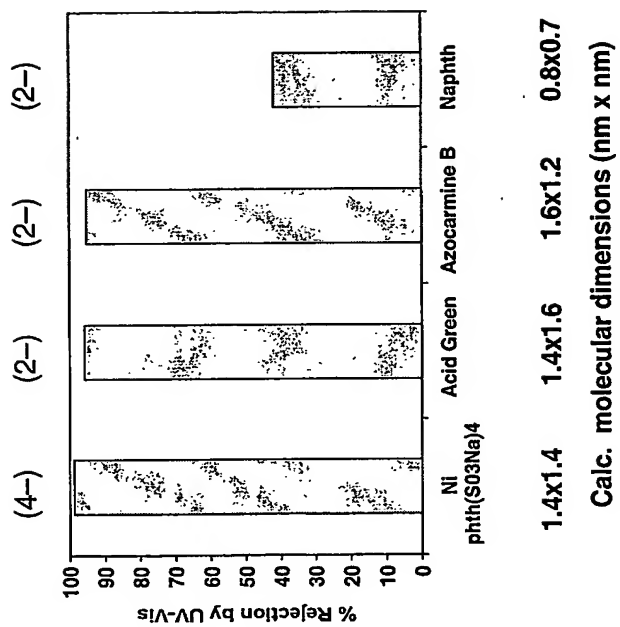 (4–) (2–) (2–) (2–)
% Rejection by UV-Vis
100
90
80
70
60
50
40
30
20
10
0
Ni Acid Green Azocarmine B Naphth
phth(S03Na)4
1.4x1.4 1.4x1.6 1.6x1.2 0.8x0.7
Calc. molecular dimensions (nm x nm)